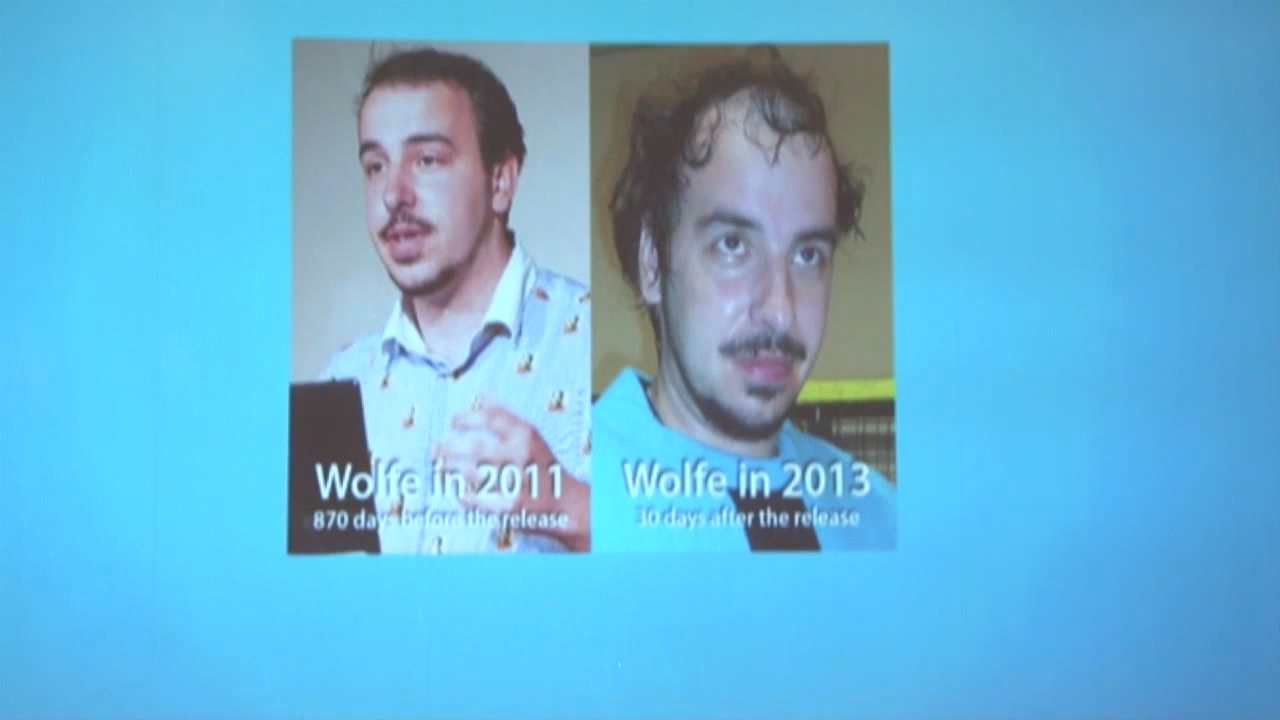 Wolfe in 2011
870 days before the release
Wolfe in 2013
30 days after the release